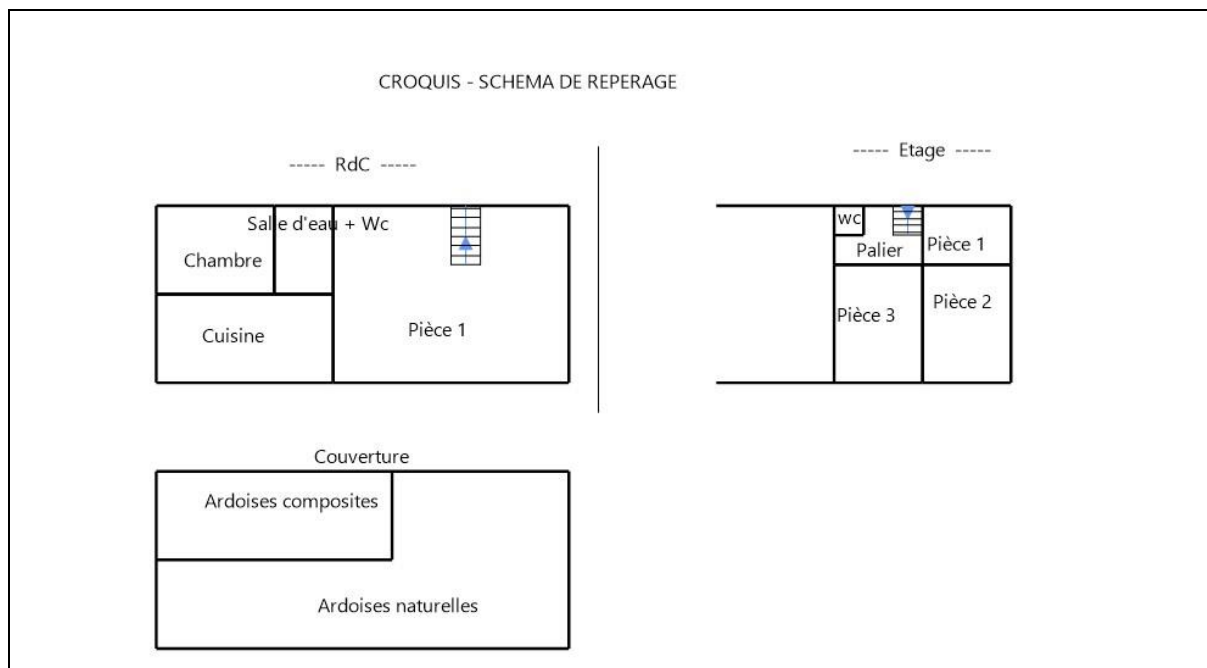 CROQUIS - SCHEMA DE REPERAGE
----- RdC -----
Salle d'eau + Wc
Chambre
Cuisine
Pièce 1
----- Etage -----
wc
Palier
Pièce 1
Pièce 3
Pièce 2
Couverture
Ardoises composites
Ardoises naturelles